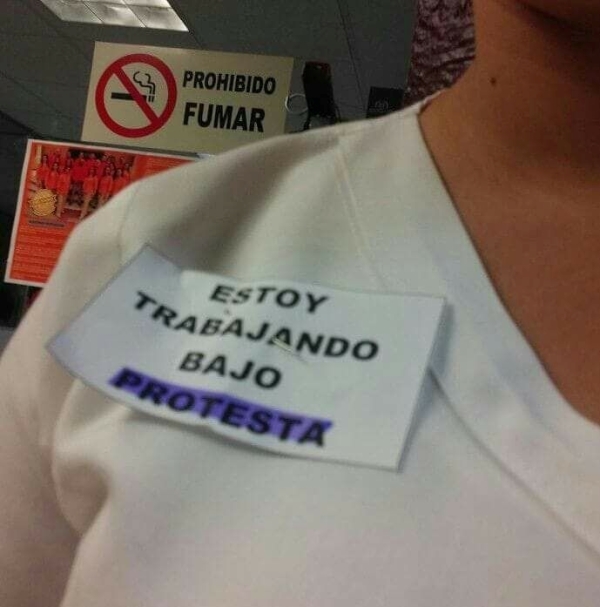 PROHIBIDO
FUMAR
ESTOY
TRABAJANDO
BAJO
PROTESTA